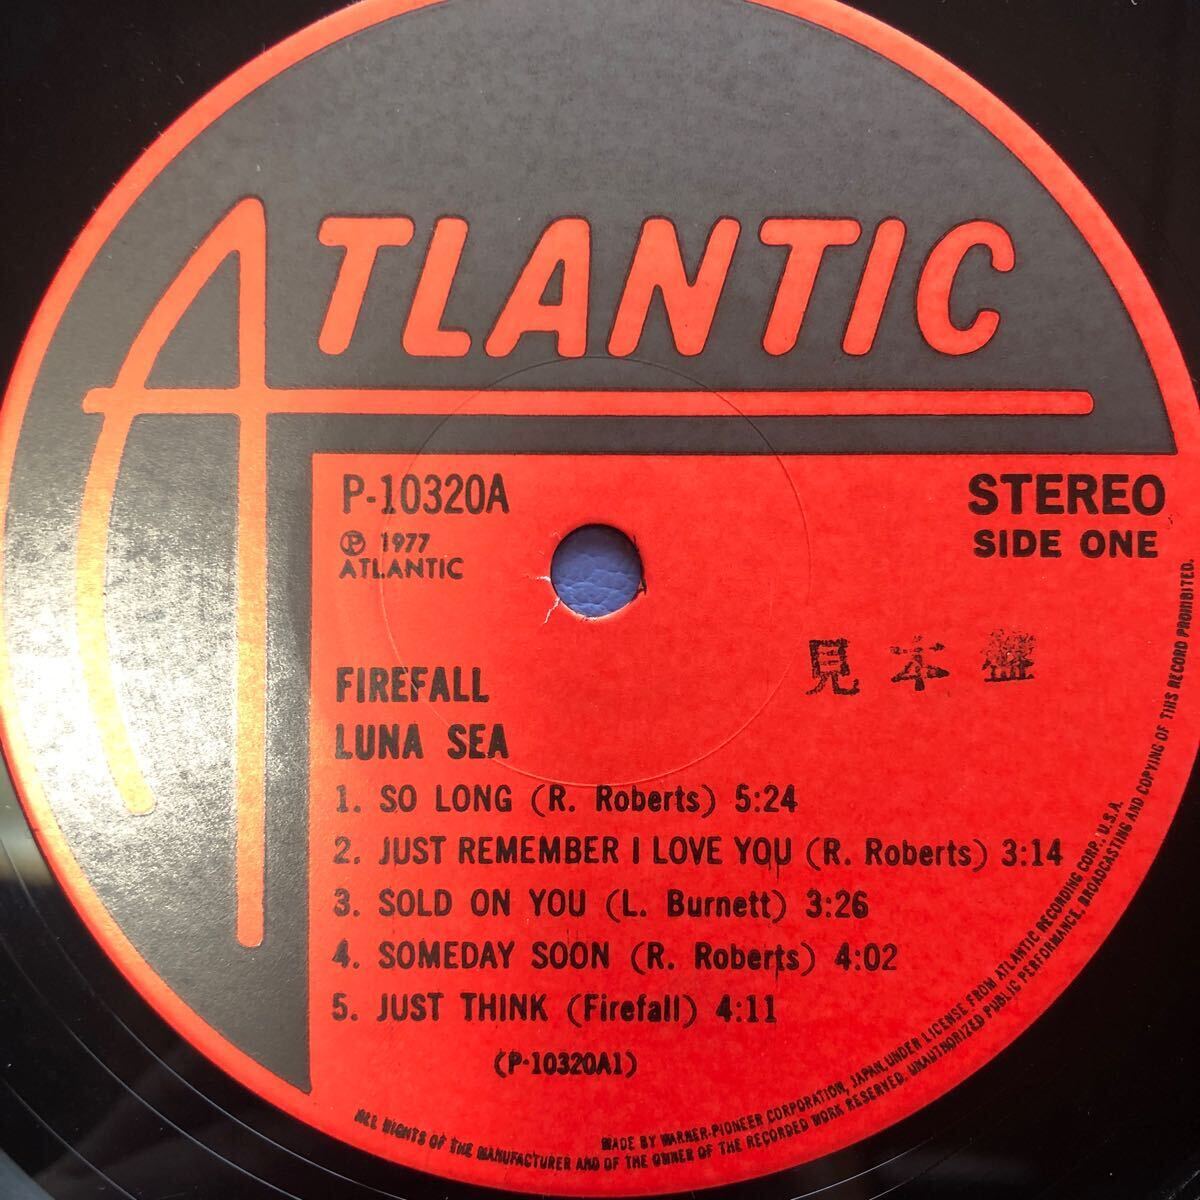 ATLANTIC
P-10320A
STEREO
℗ 1977
SIDE ONE
ATLANTIC
見本盤
FIREFALL
LUNA SEA
1. SO LONG (R. Roberts) 5:24
2. JUST REMEMBER I LOVE YOU (R. Roberts) 3:14
3. SOLD ON YOU (L. Burnett) 3:26
4. SOMEDAY SOON (R. Roberts) 4:02
5. JUST THINK (Firefall) 4:11
(P-10320A1)
MADE BY WARNER-PIONEER CORPORATION, JAPAN, UNDER LICENSE FROM ATLANTIC RECORDING CORP., U.S.A.
ALL RIGHTS OF THE MANUFACTURER AND OF THE OWNER OF THE RECORDED WORK RESERVED. UNAUTHORIZED PUBLIC PERFORMANCE, BROADCASTING AND COPYING OF THIS RECORD PROHIBITED.